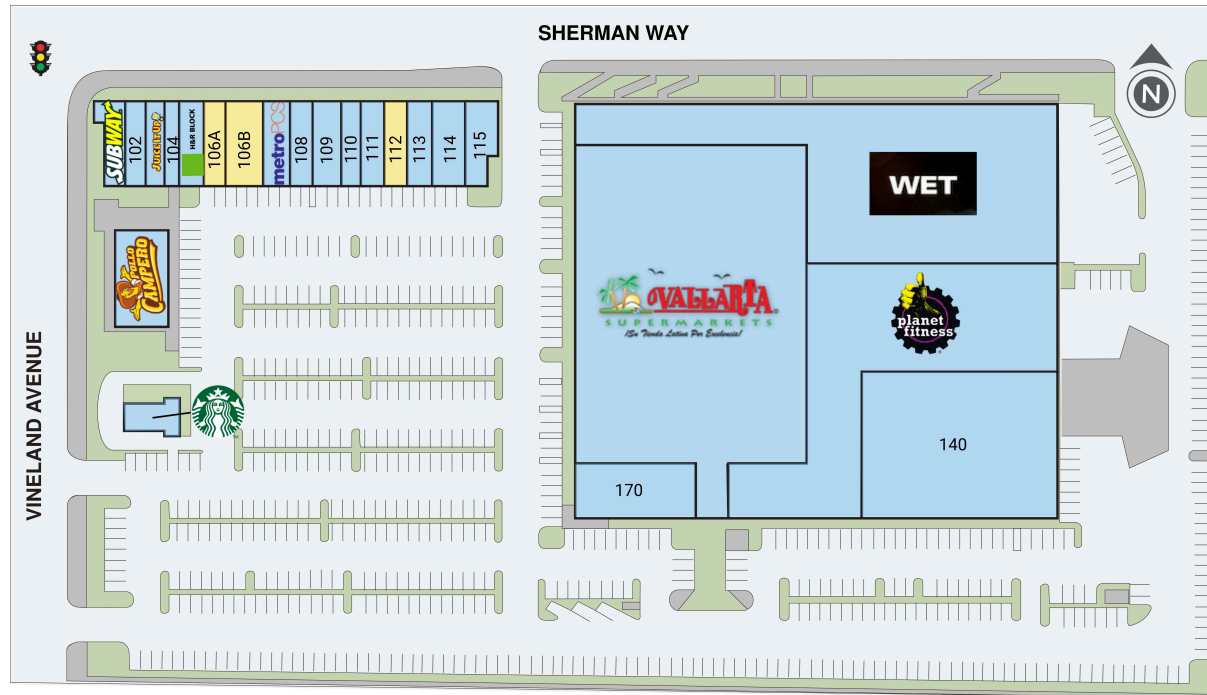 SHERMAN WAY
N
SUBWAY
102
JUICE IT UP!
104
H&R BLOCK
106A
106B
metroPCS
108
109
110
111
112
113
114
115
WET
POLLO
CAMPERO
VALLARTA
SUPERMARKETS
¡Su Tienda Latina Por Excelencia!
planet
fitness
VINELAND AVENUE
140
170